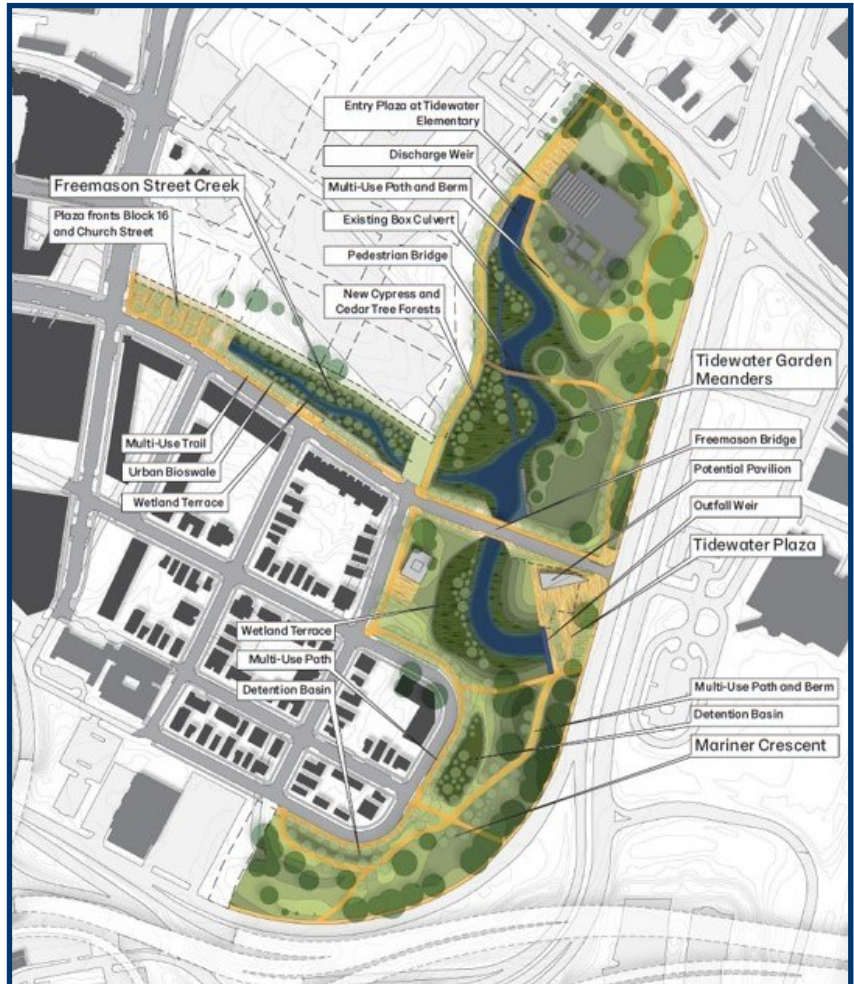 Entry Plaza at Tidewater
Elementary
Discharge Weir
Multi-Use Path and Berm
Existing Box Culvert
Pedestrian Bridge
New Cypress and
Cedar Tree Forests
Freemason Street Creek
Plaza fronts Block 16
and Church Street
Multi-Use Trail
Urban Bioswale
Wetland Terrace
Tidewater Garden
Meanders
Freemason Bridge
Potential Pavilion
Outfall Weir
Tidewater Plaza
Wetland Terrace
Multi-Use Path
Detention Basin
Multi-Use Path and Berm
Detention Basin
Mariner Crescent